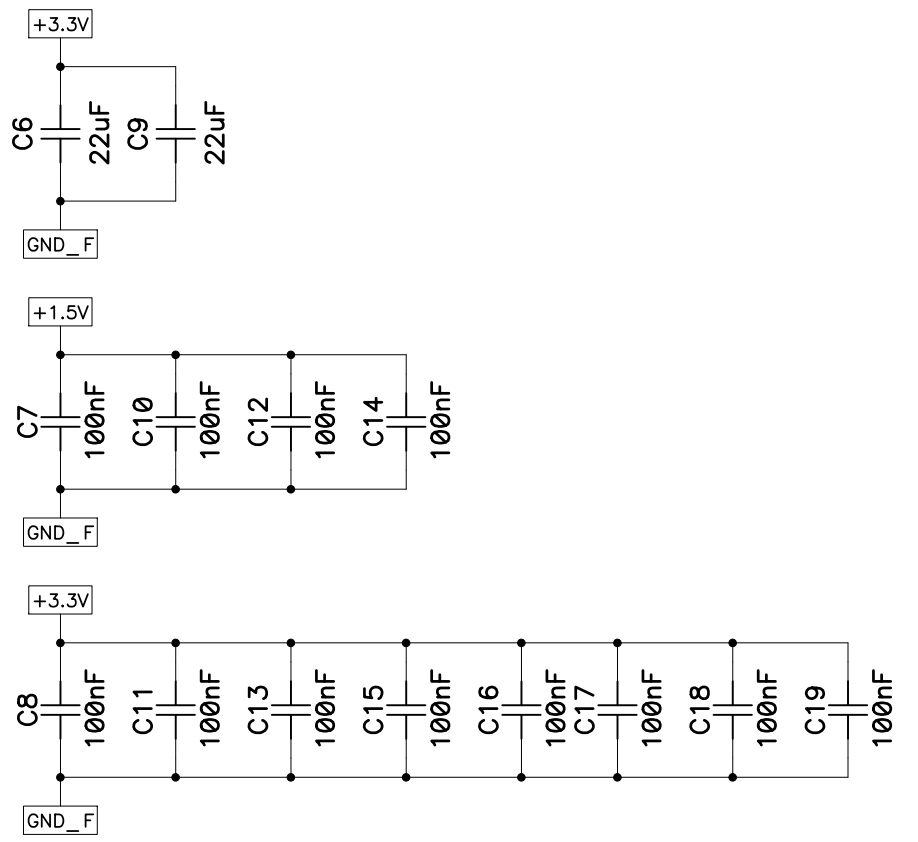 +3.3V
C6
22uF
C9
22uF
GND_F
+1.5V
C7
100nF
C10
100nF
C12
100nF
C14
100nF
GND_F
+3.3V
C8
100nF
C11
100nF
C13
100nF
C15
100nF
C16
100nF
C17
100nF
C18
100nF
C19
100nF
GND_F